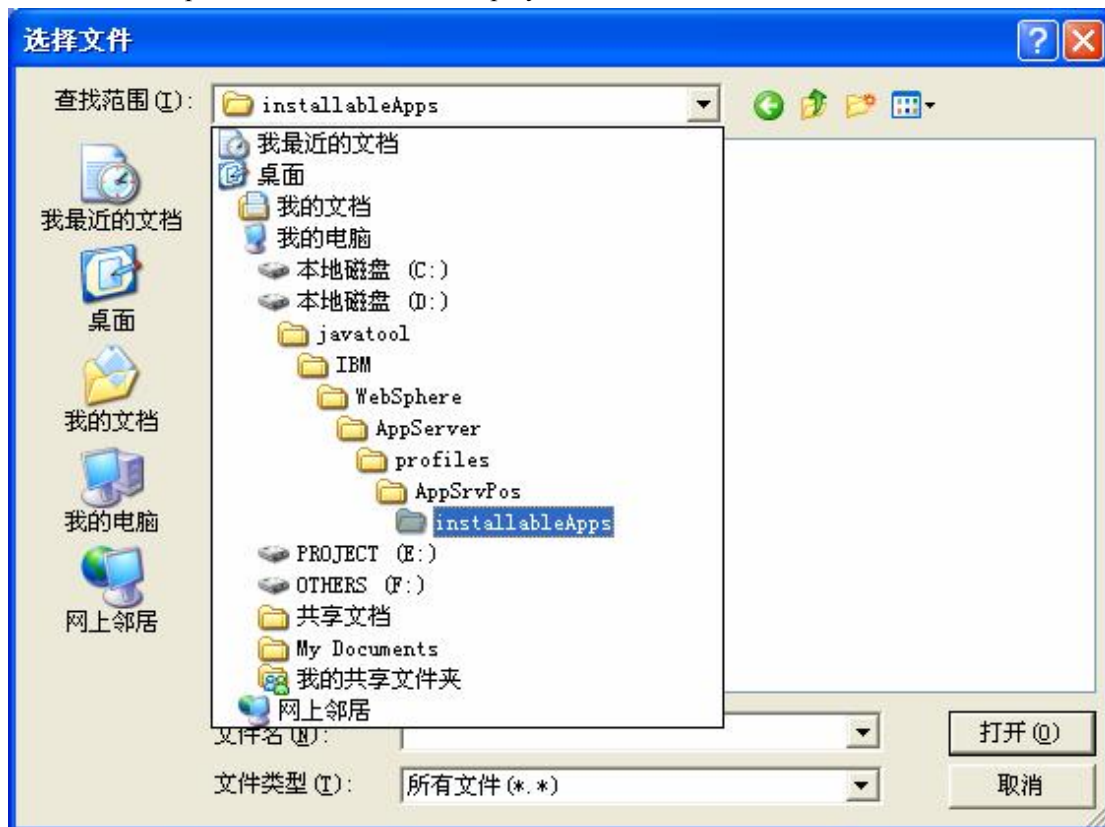 选择文件
查找范围(I):
installableApps
我最近的文档
桌面
我的文档
我的电脑
本地磁盘 (C:)
本地磁盘 (D:)
javatool
IBM
WebSphere
AppServer
profiles
AppSrvPos
installableApps
PROJECT (E:)
OTHERS (F:)
共享文档
My Documents
我的共享文件夹
网上邻居
我最近的文档
桌面
我的文档
我的电脑
网上邻居
文件名(N):
打开(O)
文件类型(T):
所有文件(*.*)
取消